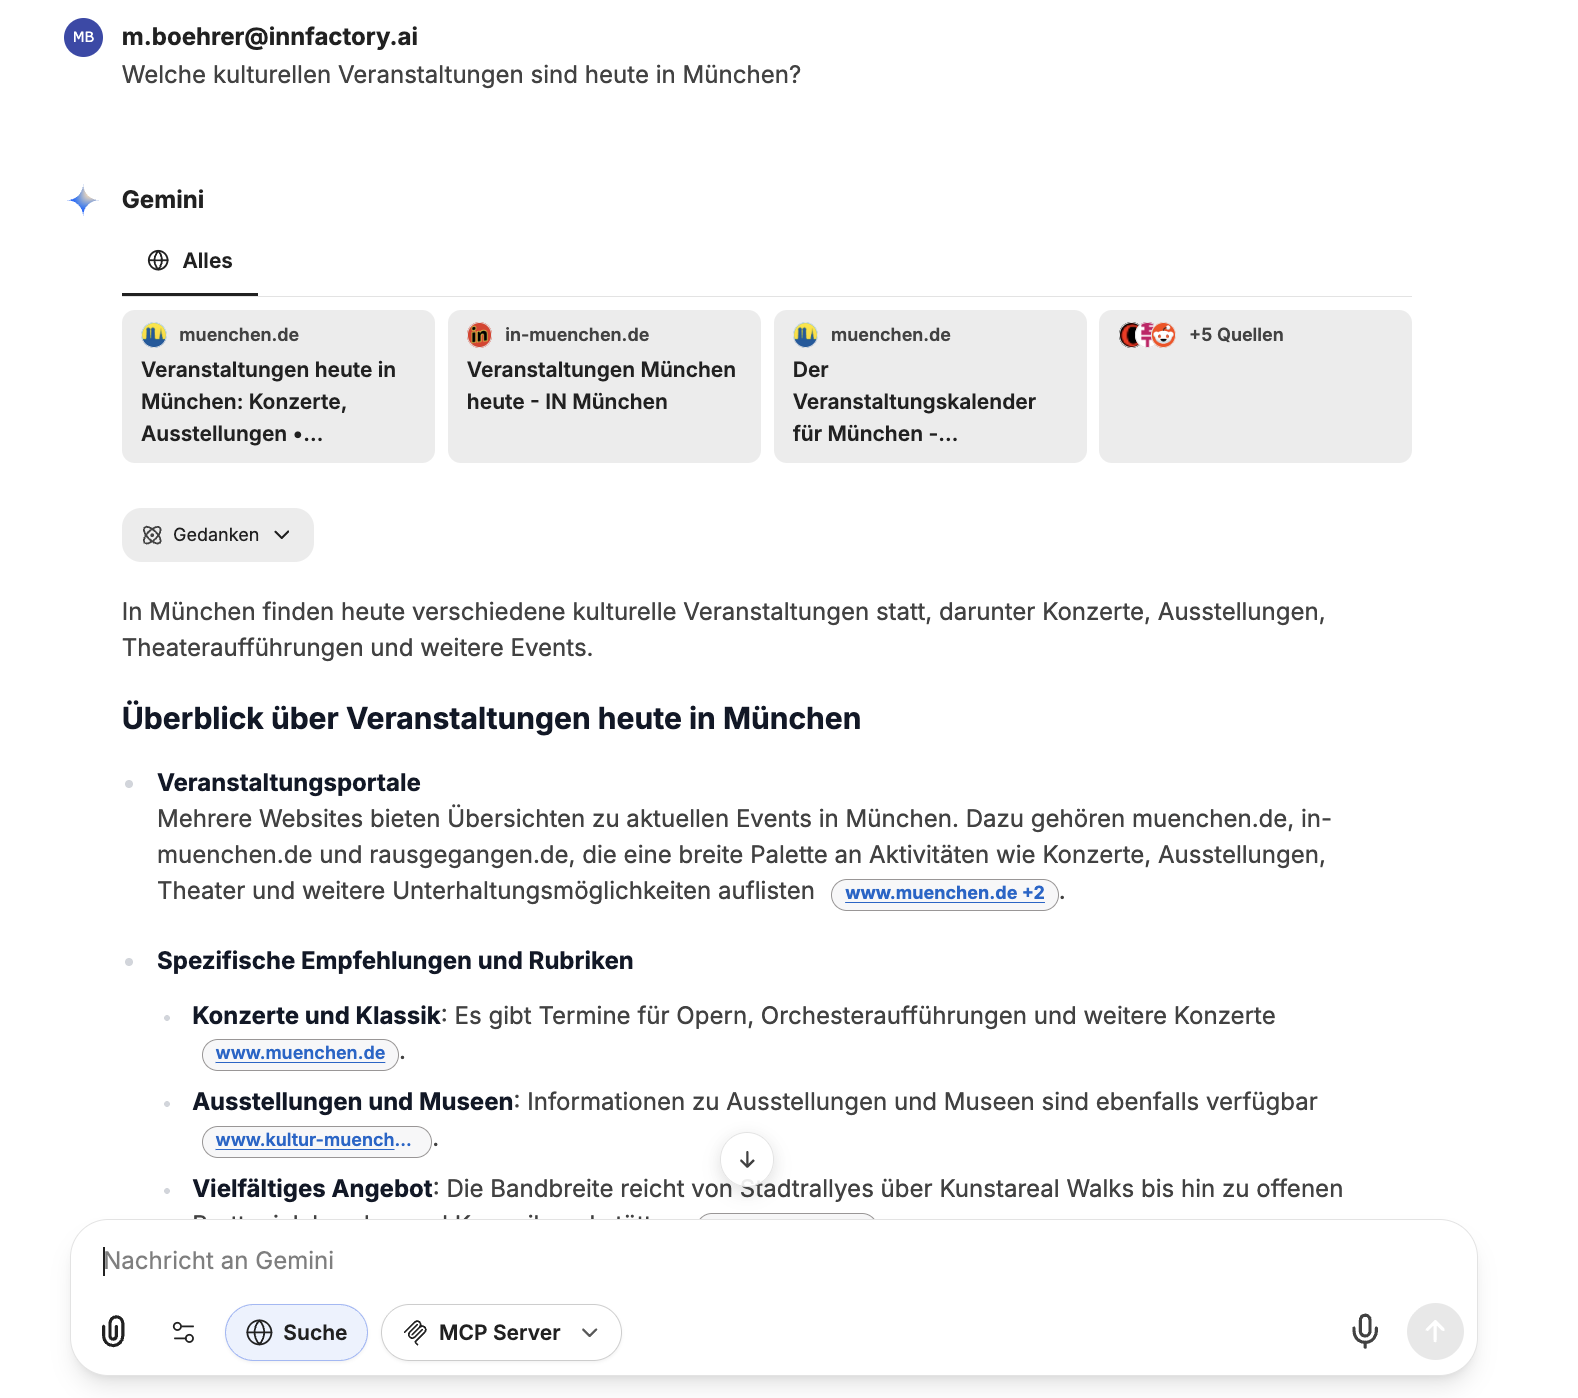 MB
m.boehrer@innfactory.ai
Welche kulturellen Veranstaltungen sind heute in München?
Gemini
Alles
muenchen.de
Veranstaltungen heute in
München: Konzerte,
Ausstellungen •...
in
in-muenchen.de
Veranstaltungen München
heute - IN München
muenchen.de
Der
Veranstaltungskalender
für München -...
+5 Quellen
Gedanken
In München finden heute verschiedene kulturelle Veranstaltungen statt, darunter Konzerte, Ausstellungen,
Theateraufführungen und weitere Events.
Überblick über Veranstaltungen heute in München
Veranstaltungsportale
Mehrere Websites bieten Übersichten zu aktuellen Events in München. Dazu gehören muenchen.de, in-
muenchen.de und rausgegangen.de, die eine breite Palette an Aktivitäten wie Konzerte, Ausstellungen,
Theater und weitere Unterhaltungsmöglichkeiten auflisten www.muenchen.de +2.
Spezifische Empfehlungen und Rubriken
Konzerte und Klassik: Es gibt Termine für Opern, Orchesteraufführungen und weitere Konzerte
www.muenchen.de.
Ausstellungen und Museen: Informationen zu Ausstellungen und Museen sind ebenfalls verfügbar
www.kultur-muench...
Vielfältiges Angebot: Die Bandbreite reicht von Stadtrallyes über Kunstareal Walks bis hin zu offenen
Nachricht an Gemini
Suche
MCP Server